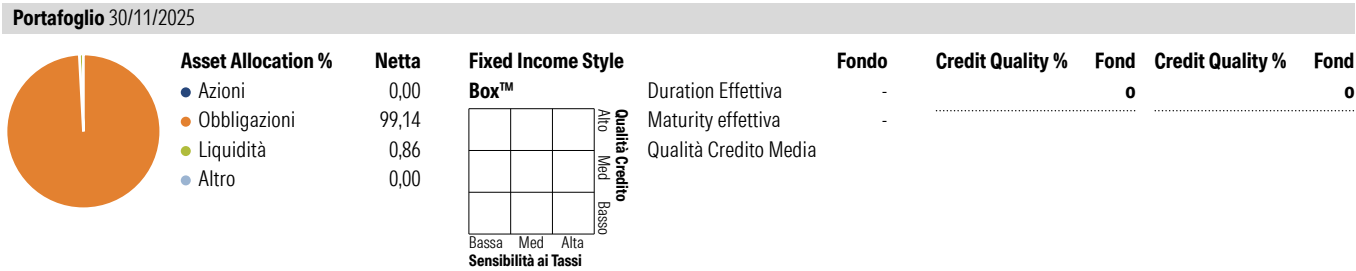 Portafoglio 30/11/2025
Asset Allocation % Netta
Azioni 0,00
Obbligazioni 99,14
Liquidità 0,86
Altro 0,00
Fixed Income Style
Box™
Alto Med Basso
Qualità Credito
Bassa Med Alta
Sensibilità ai Tassi
Fondo
Duration Effettiva -
Maturity effettiva -
Qualità Credito Media
Credit Quality % Fond
o
Credit Quality % Fond
o